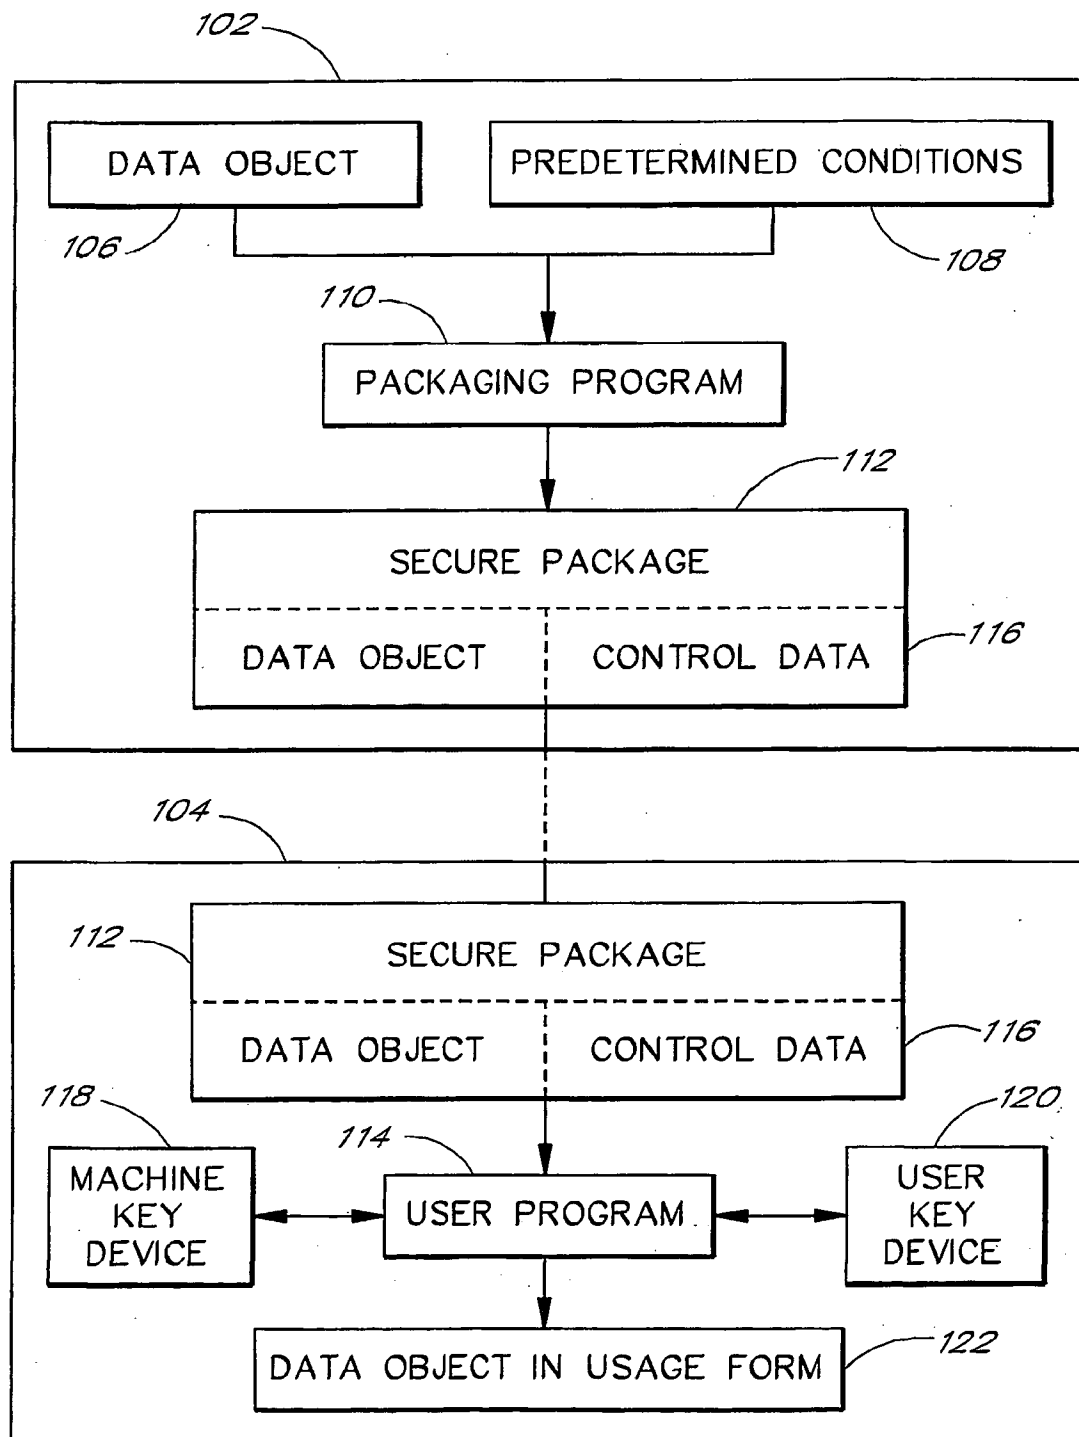 102
DATA OBJECT
PREDETERMINED CONDITIONS
106
108
110
PACKAGING PROGRAM
112
SECURE PACKAGE
DATA OBJECT
CONTROL DATA
116
104
112
SECURE PACKAGE
DATA OBJECT
CONTROL DATA
116
118
114
120
MACHINE
KEY
DEVICE
USER PROGRAM
USER
KEY
DEVICE
DATA OBJECT IN USAGE FORM
122